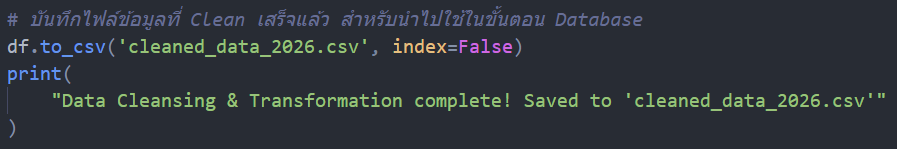 # บันทึกไฟล์ข้อมูลที่ Clean เสร็จแล้ว สำหรับนำไปใช้ในขั้นตอน Database
df.to_csv('cleaned_data_2026.csv', index=False)
print(
    "Data Cleansing & Transformation complete! Saved to 'cleaned_data_2026.csv'"
)